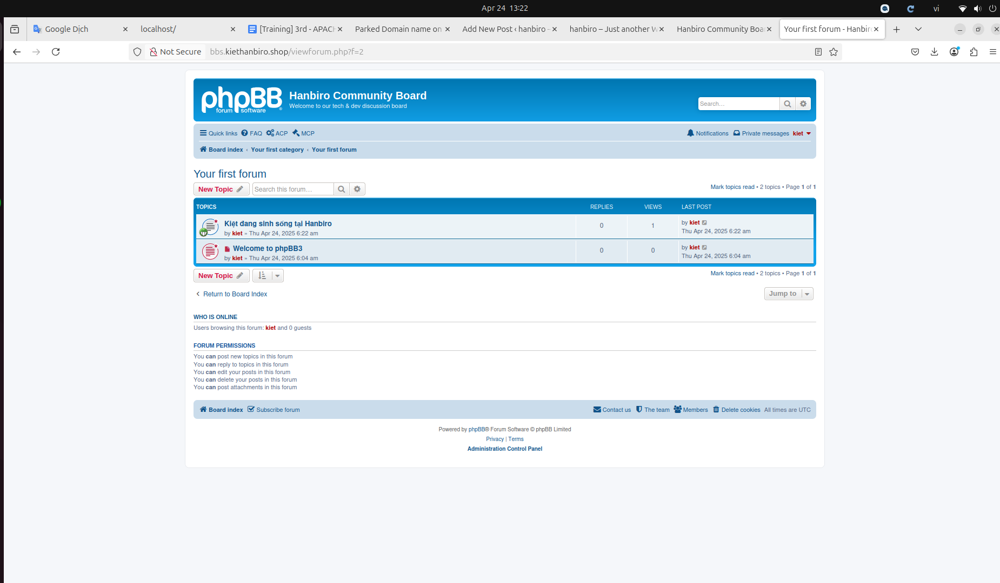 Apr 24 13:22
vi
Google Dịch
localhost/
[Training] 3rd - APACH
Parked Domain name on
Add New Post ‹ hanbiro -
hanbiro – Just another W
Hanbiro Community Boa
Your first forum - Hanbir
Not Secure
bbs.kiethanbiro.shop/viewforum.php?f=2
phpBB
forum software
Hanbiro Community Board
Welcome to our tech & dev discussion board
Search…
Quick links
FAQ
ACP
MCP
Notifications
Private messages
kiet
Board index ‹ Your first category ‹ Your first forum
Your first forum
New Topic
Search this forum…
Mark topics read • 2 topics • Page 1 of 1
TOPICS
REPLIES
VIEWS
LAST POST
Kiệt đang sinh sống tại Hanbiro
by kiet » Thu Apr 24, 2025 6:22 am
0
1
by kiet
Thu Apr 24, 2025 6:22 am
Welcome to phpBB3
by kiet » Thu Apr 24, 2025 6:04 am
0
0
by kiet
Thu Apr 24, 2025 6:04 am
New Topic
Mark topics read • 2 topics • Page 1 of 1
Return to Board Index
Jump to
WHO IS ONLINE
Users browsing this forum: kiet and 0 guests
FORUM PERMISSIONS
You can post new topics in this forum
You can reply to topics in this forum
You can edit your posts in this forum
You can delete your posts in this forum
You can post attachments in this forum
Board index
Subscribe forum
Contact us
The team
Members
Delete cookies
All times are UTC
Powered by phpBB® Forum Software © phpBB Limited
Privacy | Terms
Administration Control Panel